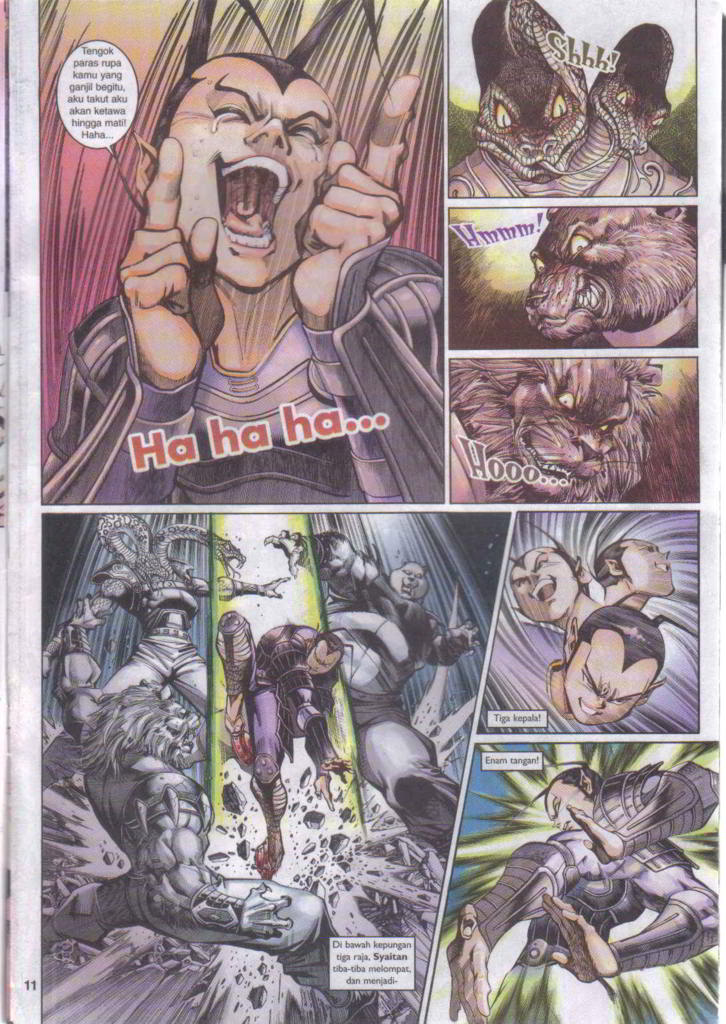 Tengok
paras rupa
kamu yang
ganjil begitu,
aku takut aku
akan ketawa
hingga mati!
Haha...
Ha ha ha...
Shhh!
Hmmm!
Hooo...
Di bawah kepungan
tiga raja, Syaitan
tiba-tiba melompat,
dan menjadi-
Tiga kepala!
Enam tangan!
11